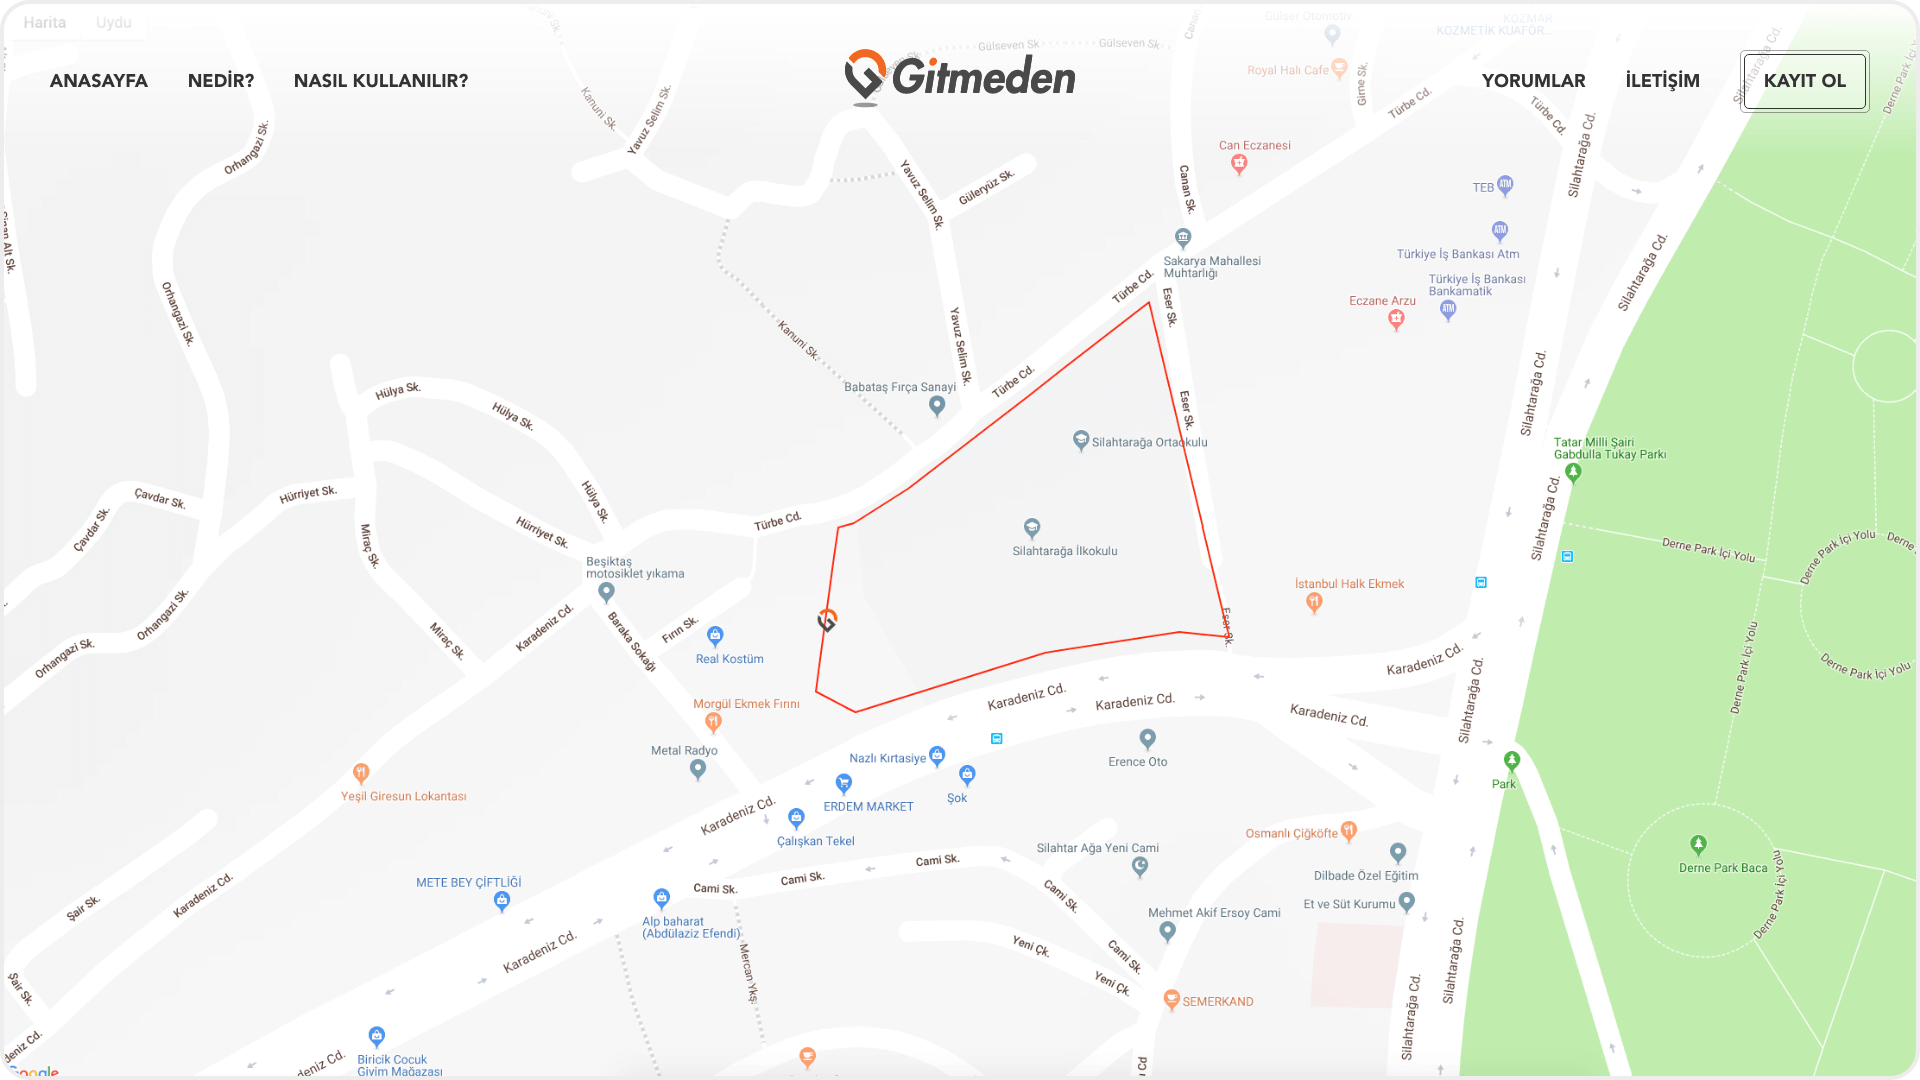 Harita
Uydu
ANASAYFA
NEDİR?
NASIL KULLANILIR?
Gitmeden
YORUMLAR
İLETİŞİM
KAYIT OL
Gülseven Sk
Gülseven Sk
Gülser Otomotiv
KOZMAR
KOZMETİK KUAFÖR...
Royal Halı Cafe
Girne Sk.
Türbe Cd.
Türbe Cd.
Silahtarağa Cd.
Silahtarağa Cd.
Kanuni Sk.
Yavuz Selim Sk.
Orhangazi Sk.
Can Eczanesi
Canan Sk.
Yavuz Selim Sk.
Güleryüz Sk.
TEB
ATM
ATM
Türkiye İş Bankası Atm
Türkiye İş Bankası
Bankamatik
ATM
Sakarya Mahallesi
Muhtarlığı
Türbe Cd.
Eser Sk.
Eczane Arzu
Silahtarağa Cd.
Orhangazi Sk.
Kanuni Sk.
Yavuz Selim Sk.
Hülya Sk.
Hülya Sk.
Babataş Fırça Sanayi
Türbe Cd.
Eser Sk.
Silahtarağa Cd.
Silahtarağa Ortaokulu
Tatar Milli Şairi
Gabdulla Tukay Parkı
Çavdar Sk.
Çavdar Sk.
Hürriyet Sk.
Hülya Sk.
Hürriyet Sk.
Türbe Cd.
Silahtarağa Cd.
Miraç Sk.
Silahtarağa İlkokulu
Derne Park İçi Yolu
Derne Park İçi Yolu
Beşiktaş
motosiklet yıkama
İstanbul Halk Ekmek
Orhangazi Sk.
Orhangazi Sk.
Miraç Sk.
Karadeniz Cd.
Baraka Sokağı
Fırın Sk.
Real Kostüm
Eser Sk.
Karadeniz Cd.
Silahtarağa Cd.
Derne Park İçi Yolu
Derne Park İçi Yolu
Morgül Ekmek Fırını
Karadeniz Cd.
Karadeniz Cd.
Karadeniz Cd.
Metal Radyo
Nazlı Kırtasiye
Erence Oto
Park
Yeşil Giresun Lokantası
ERDEM MARKET
Şok
Karadeniz Cd.
Çalışkan Tekel
Osmanlı Çiğköfte
Silahtar Ağa Yeni Cami
Cami Sk.
Cami Sk.
Cami Sk.
Cami Sk.
Dilbade Özel Eğitim
Derne Park Baca
Derne Park İçi Yolu
METE BEY ÇİFTLİĞİ
Karadeniz Cd.
Şair Sk.
Alp baharat
(Abdülaziz Efendi)
Et ve Süt Kurumu
Mehmet Akif Ersoy Cami
Karadeniz Cd.
Mercan Ykş.
Yeni Çk.
Cami Sk.
Yeni Çk.
Silahtarağa Cd.
Silahtarağa Cd.
Şair Sk.
SEMERKAND
Biricik Çocuk
Giyim Mağazası